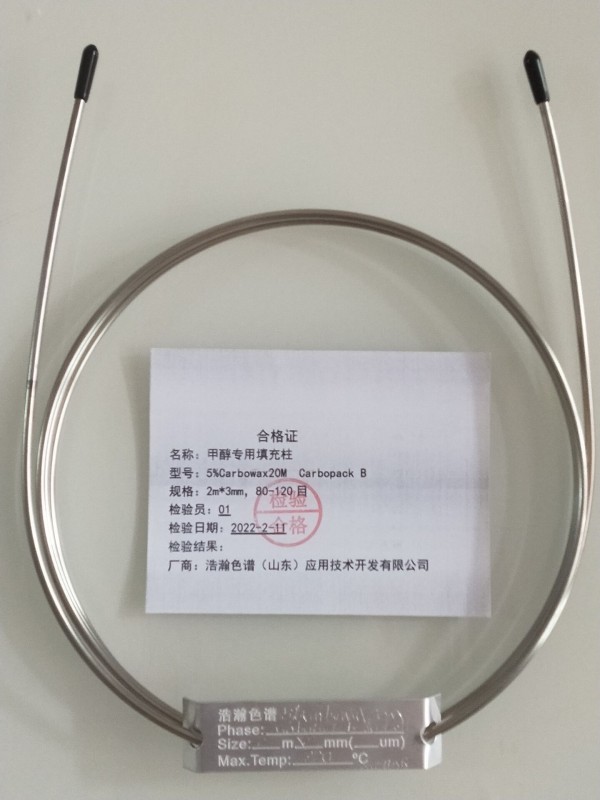 合格证
名称：甲醇专用填充柱
型号：5%Carbowax20M Carbopack B
规格：2m*3mm，80-120目
检验员：01
检验日期：2022-2-11
检验结果：
检验
合格
厂商：浩瀚色谱（山东）应用技术开发有限公司
浩瀚色谱
Phase:
Size: m X mm( um)
Max.Temp: ℃